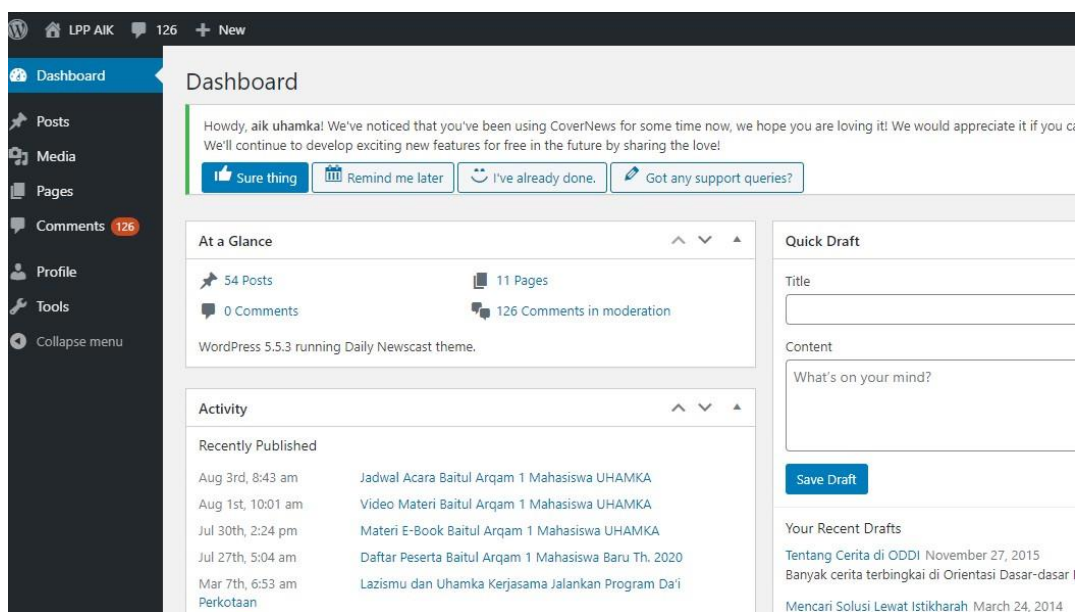 LPP AIK 126 + New
Dashboard
Posts
Media
Pages
Comments 126
Profile
Tools
Collapse menu
Dashboard
Howdy, aik uhamka! We've noticed that you've been using CoverNews for some time now, we hope you are loving it! We would appreciate it if you
We'll continue to develop exciting new features for free in the future by sharing the love!
Sure thing
Remind me later
I've already done.
Got any support queries?
At a Glance
54 Posts
11 Pages
0 Comments
126 Comments in moderation
WordPress 5.5.3 running Daily Newscast theme.
Activity
Recently Published
Aug 3rd, 8:43 am Jadwal Acara Baitul Arqam 1 Mahasiswa UHAMKA
Aug 1st, 10:01 am Video Materi Baitul Arqam 1 Mahasiswa UHAMKA
Jul 30th, 2:24 pm Materi E-Book Baitul Arqam 1 Mahasiswa UHAMKA
Jul 27th, 5:04 am Daftar Peserta Baitul Arqam 1 Mahasiswa Baru Th. 2020
Mar 7th, 6:53 am Lazismu dan Uhamka Kerjasama Jalankan Program Da'i
Perkotaan
Quick Draft
Title
Content
What's on your mind?
Save Draft
Your Recent Drafts
Tentang Cerita di ODDI November 27, 2015
Banyak cerita terbingkai di Orientasi Dasar-dasar
Mencari Solusi Lewat Istikharah March 24, 2014